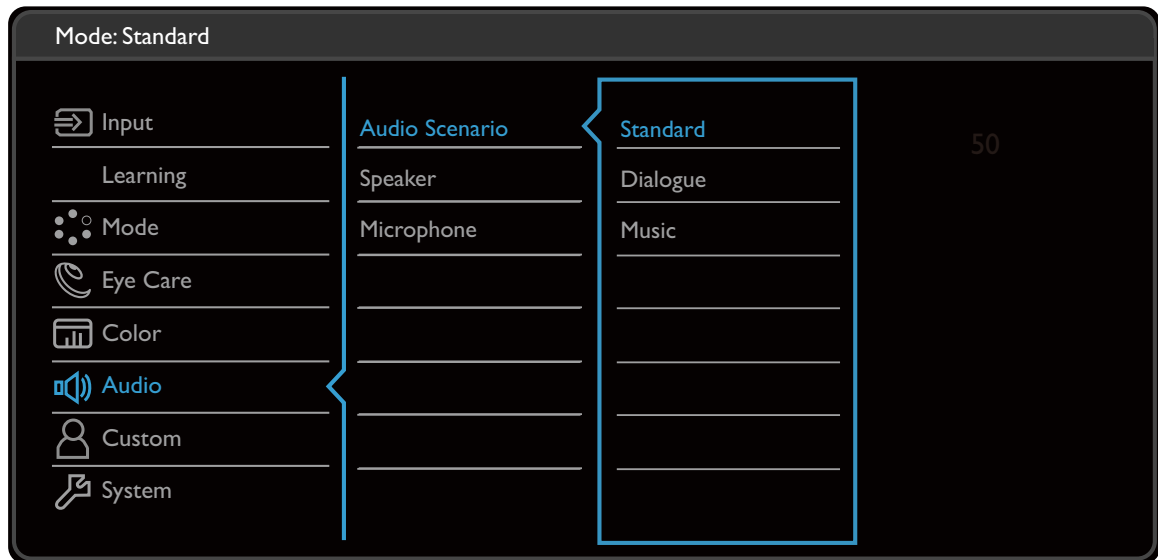 Mode: Standard
Input
Learning
Mode
Eye Care
Color
Audio
Custom
System
Audio Scenario
Speaker
Microphone
Standard
Dialogue
Music
50